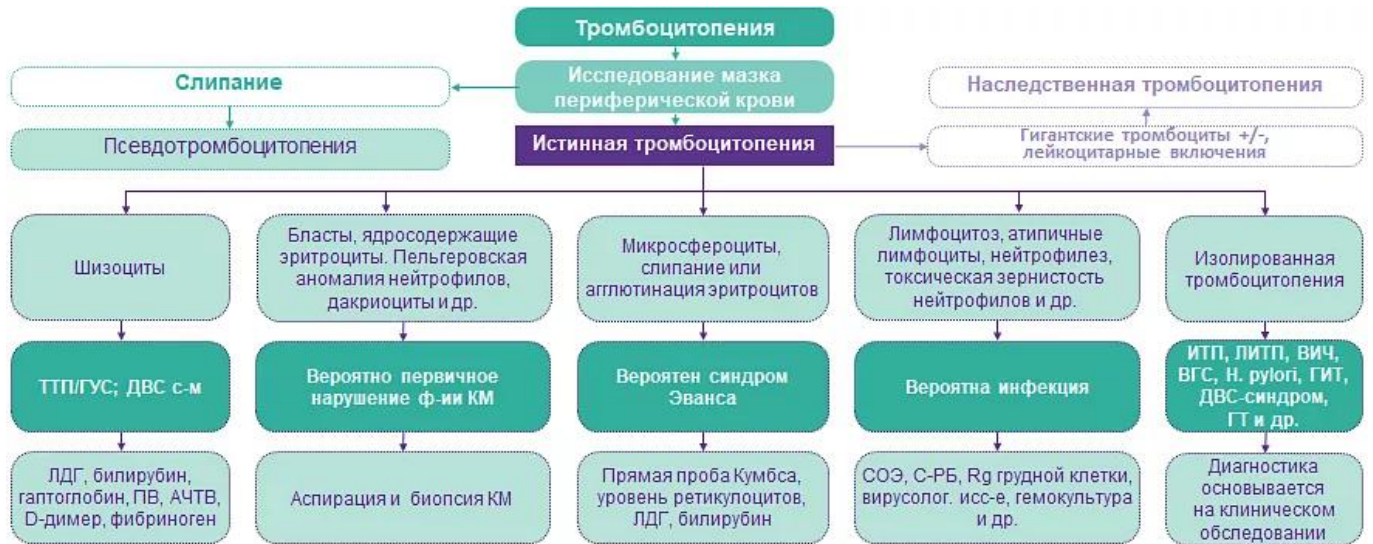 Тромбоцитопения
Слипание
Исследование мазка
периферической крови
Наследственная тромбоцитопения
Псевдотромбоцитопения
Истинная тромбоцитопения
Гигантские тромбоциты +/-,
лейкоцитарные включения
Шизоциты
Бласты, ядросодержащие
эритроциты. Пельгеровская
аномалия нейтрофилов,
дакриоциты и др.
Микросфероциты,
слипание или
агглютинация эритроцитов
Лимфоцитоз, атипичные
лимфоциты, нейтрофилез,
токсическая зернистость
нейтрофилов и др.
Изолированная
тромбоцитопения
ТТП/ГУС; ДВС с-м
Вероятно первичное
нарушение ф-ии КМ
Вероятен синдром
Эванса
Вероятна инфекция
ИТП, ЛИТП, ВИЧ,
ВГС, H. pylori, ГИТ,
ДВС-синдром,
ГТ и др.
ЛДГ, билирубин,
гаптоглобин, ПВ, АЧТВ,
D-димер, фибриноген
Аспирация и биопсия КМ
Прямая проба Кумбса,
уровень ретикулоцитов,
ЛДГ, билирубин
СОЭ, С-РБ, Rg грудной клетки,
вирусолог. исс-е, гемокультура
и др.
Диагностика
основывается
на клиническом
обследовании